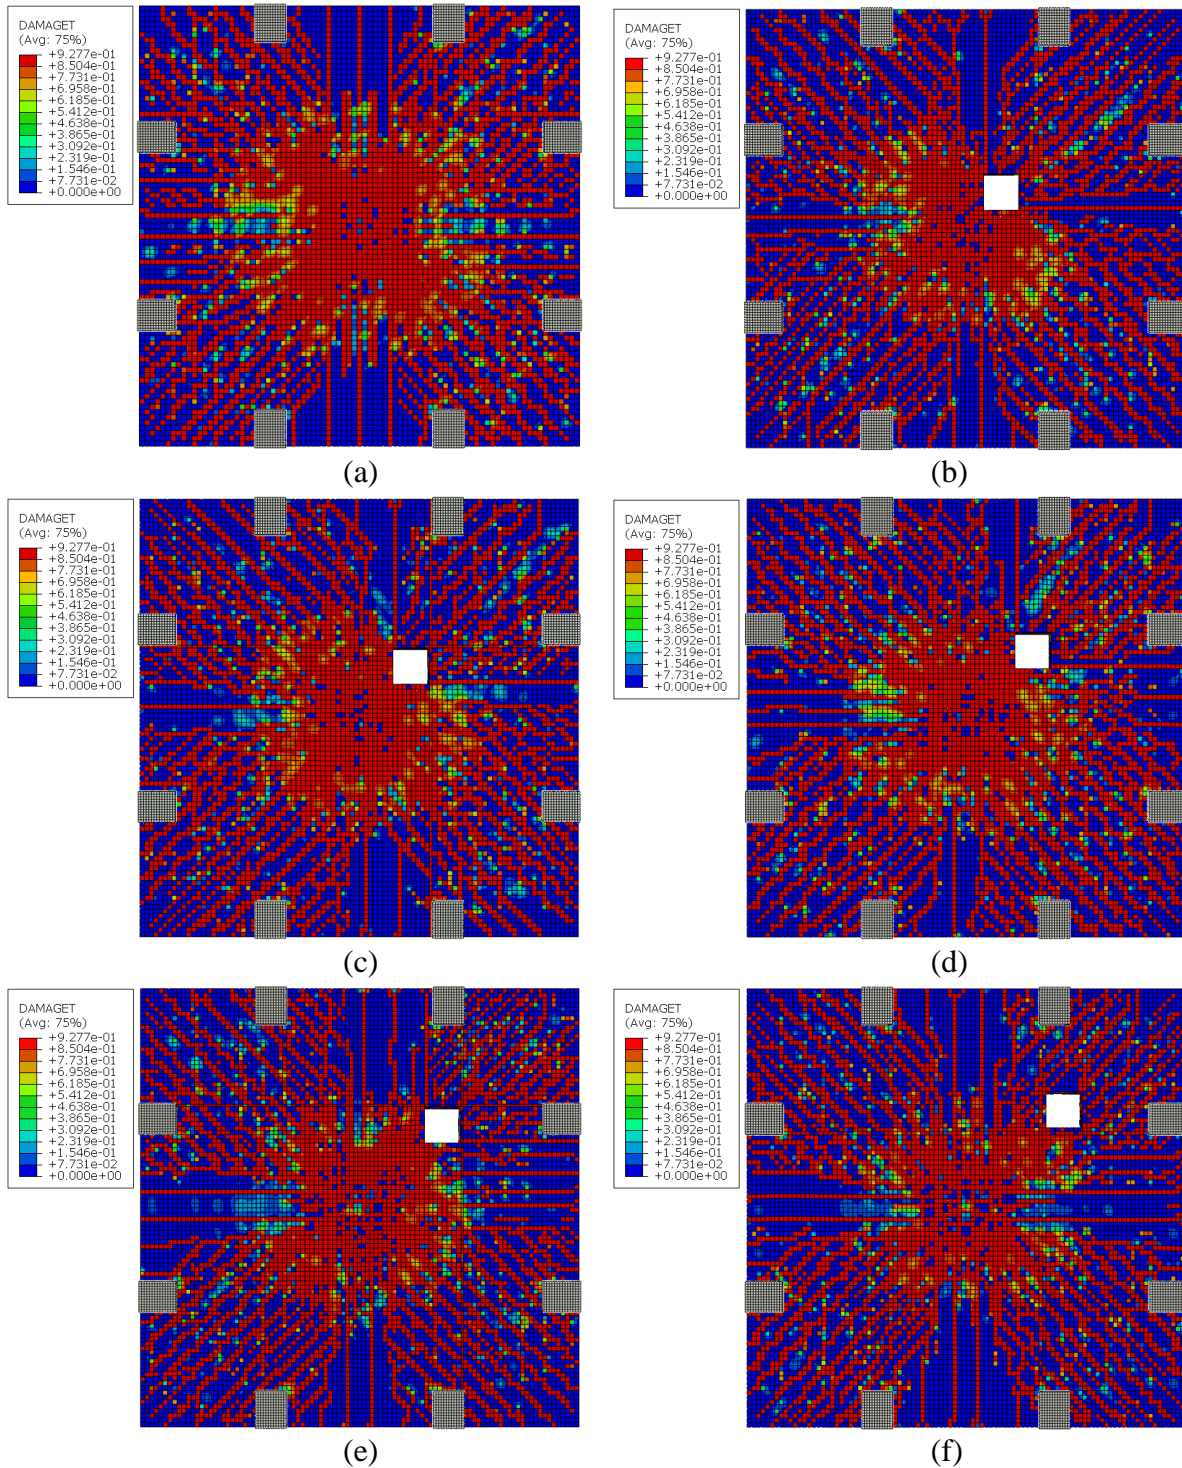 DAMAGET
(Avg: 75%)
+9.277e-01
+8.504e-01
+7.731e-01
+6.958e-01
+6.185e-01
+5.412e-01
+4.638e-01
+3.865e-01
+3.092e-01
+2.319e-01
+1.546e-01
+7.731e-02
+0.000e+00
(a)
DAMAGET
(Avg: 75%)
+9.277e-01
+8.504e-01
+7.731e-01
+6.958e-01
+6.185e-01
+5.412e-01
+4.638e-01
+3.865e-01
+3.092e-01
+2.319e-01
+1.546e-01
+7.731e-02
+0.000e+00
(b)
DAMAGET
(Avg: 75%)
+9.277e-01
+8.504e-01
+7.731e-01
+6.958e-01
+6.185e-01
+5.412e-01
+4.638e-01
+3.865e-01
+3.092e-01
+2.319e-01
+1.546e-01
+7.731e-02
+0.000e+00
(c)
DAMAGET
(Avg: 75%)
+9.277e-01
+8.504e-01
+7.731e-01
+6.958e-01
+6.185e-01
+5.412e-01
+4.638e-01
+3.865e-01
+3.092e-01
+2.319e-01
+1.546e-01
+7.731e-02
+0.000e+00
(d)
DAMAGET
(Avg: 75%)
+9.277e-01
+8.504e-01
+7.731e-01
+6.958e-01
+6.185e-01
+5.412e-01
+4.638e-01
+3.865e-01
+3.092e-01
+2.319e-01
+1.546e-01
+7.731e-02
+0.000e+00
(e)
DAMAGET
(Avg: 75%)
+9.277e-01
+8.504e-01
+7.731e-01
+6.958e-01
+6.185e-01
+5.412e-01
+4.638e-01
+3.865e-01
+3.092e-01
+2.319e-01
+1.546e-01
+7.731e-02
+0.000e+00
(f)